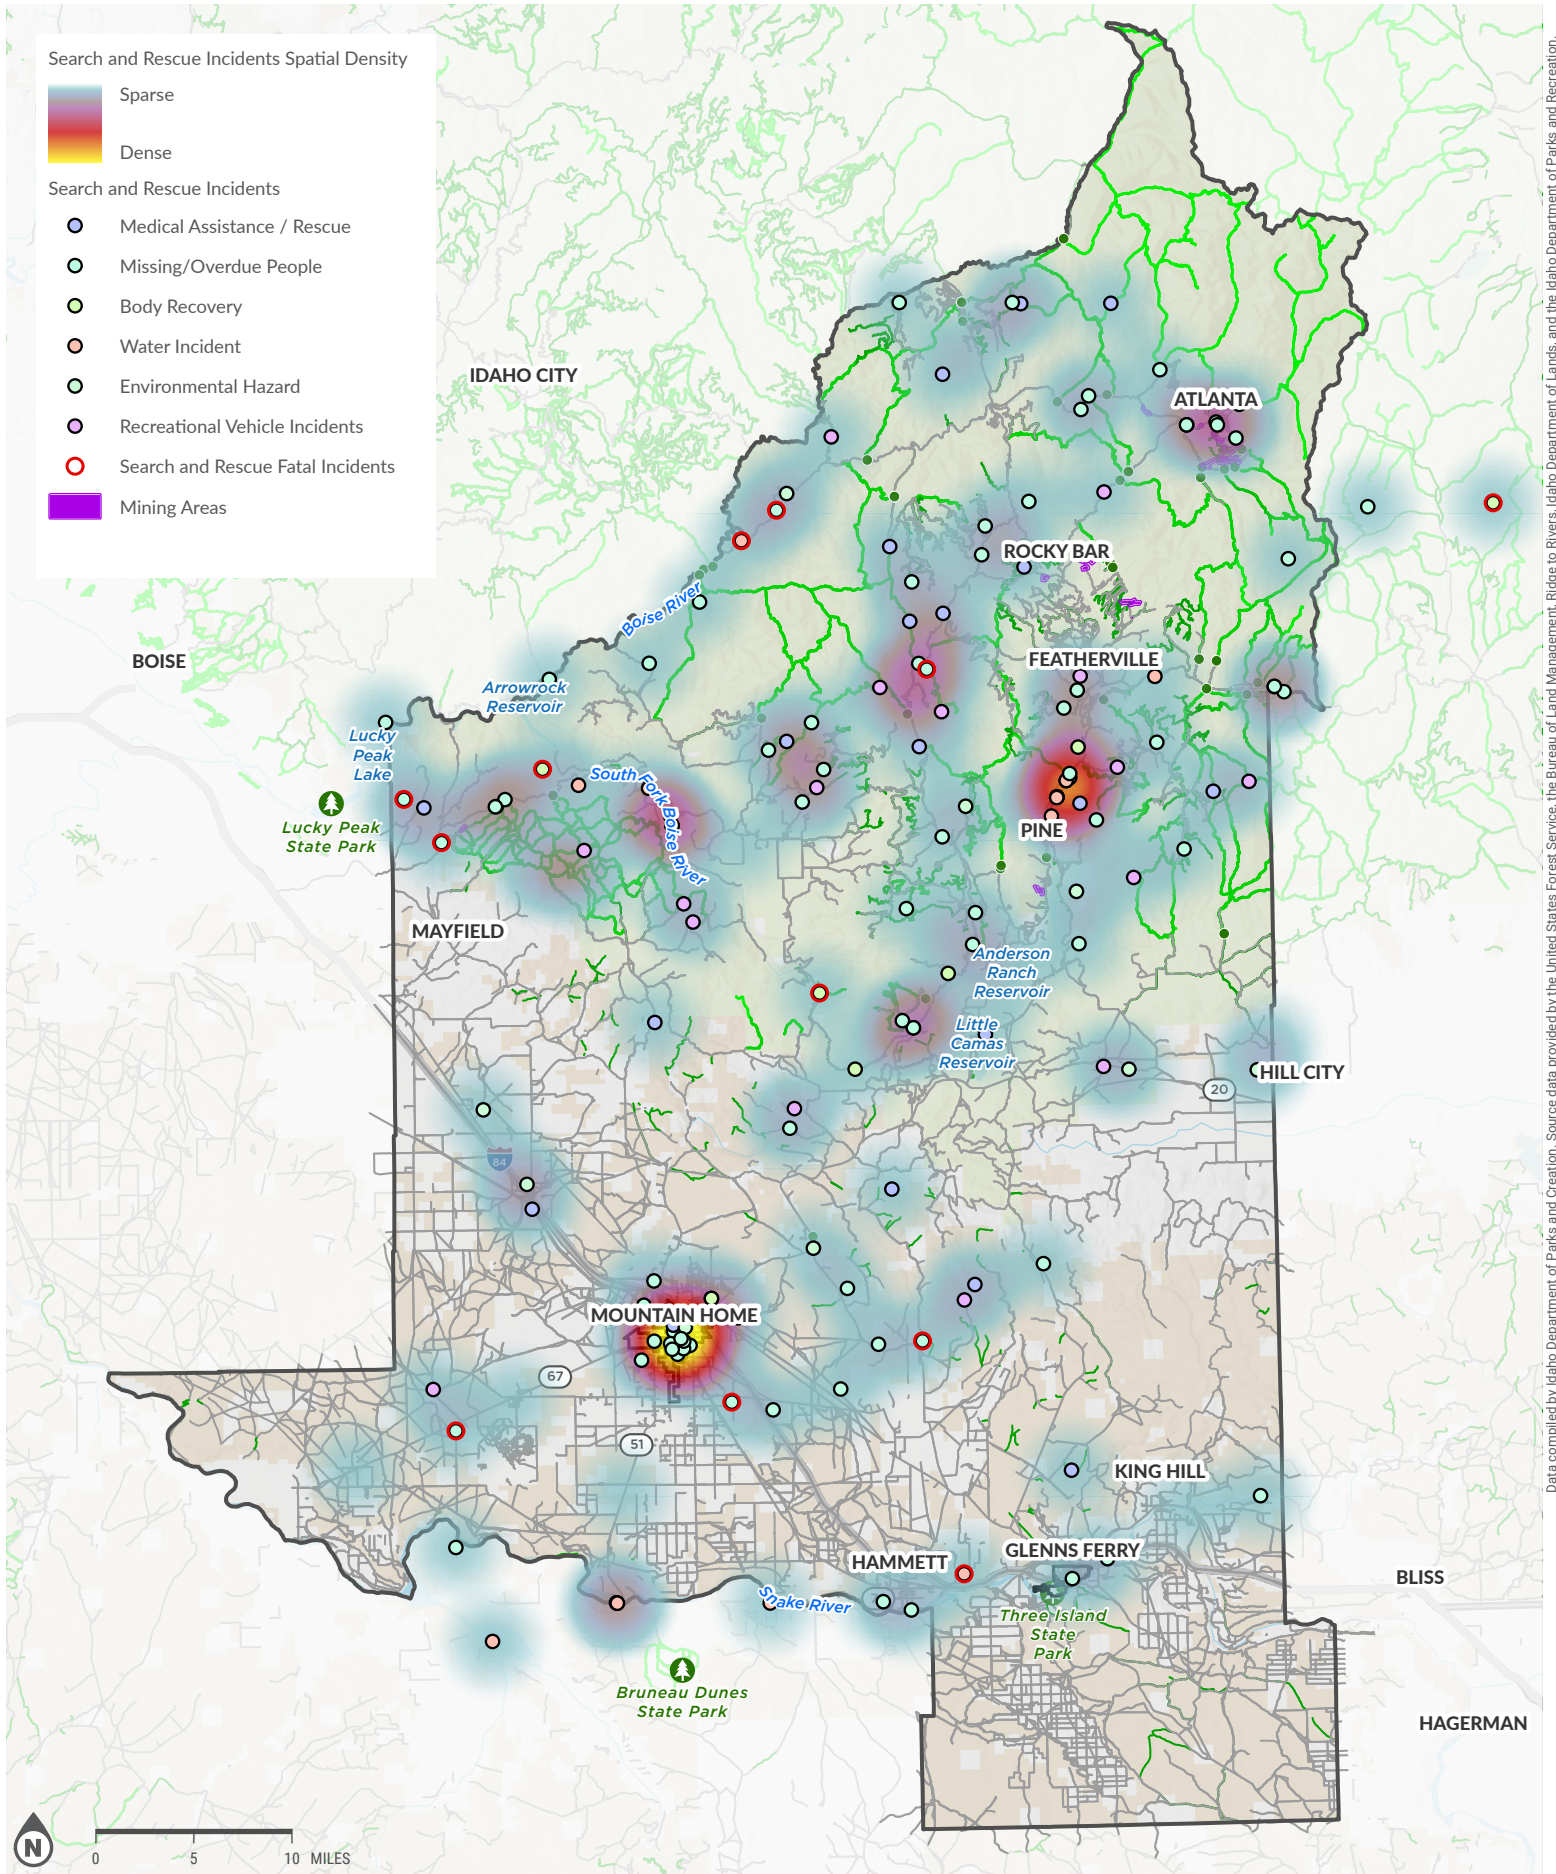 Search and Rescue Incidents Spatial Density
Sparse
Dense
Search and Rescue Incidents
Medical Assistance / Rescue
Missing/Overdue People
Body Recovery
Water Incident
Environmental Hazard
Recreational Vehicle Incidents
Search and Rescue Fatal Incidents
Mining Areas
IDAHO CITY
ATLANTA
ROCKY BAR
Boise River
BOISE
FEATHERVILLE
Arrowrock
Reservoir
Lucky
Peak
Lake
South Fork Boise River
Lucky Peak
State Park
PINE
MAYFIELD
Anderson
Ranch
Reservoir
Little
Camas
Reservoir
HILL CITY
20
84
MOUNTAIN HOME
67
51
KING HILL
GLENNS FERRY
HAMMETT
BLISS
Snake River
Three Island
State
Park
Bruneau Dunes
State Park
HAGERMAN
N
0 5 10 MILES
Data compiled by Idaho Department of Parks and Creation. Source data provided by the United States Forest Service, the Bureau of Land Management, Ridge to Rivers, Idaho Department of Lands, and the Idaho Department of Parks and Recreation.